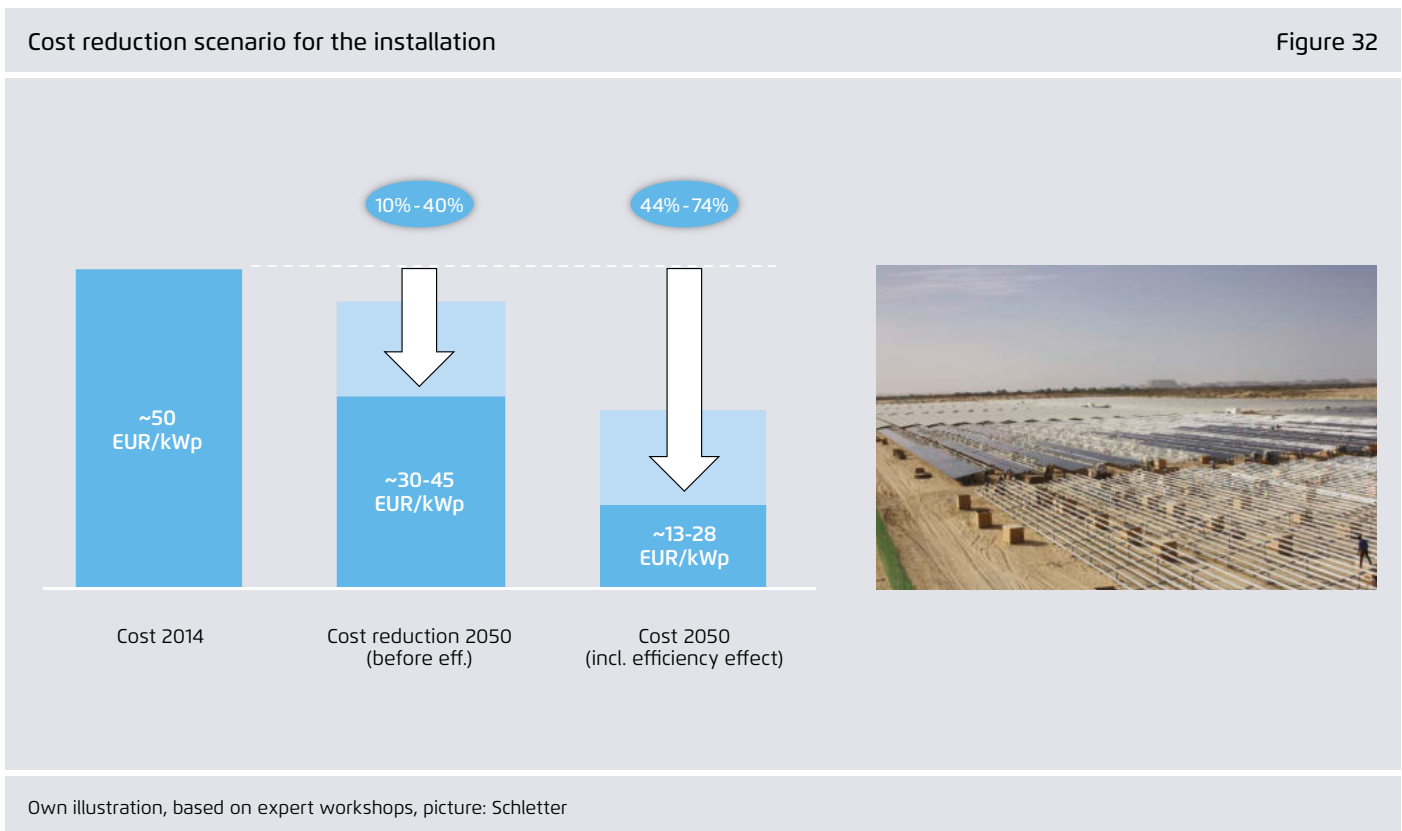 Cost reduction scenario for the installation
Figure 32
10%-40%
44%-74%
~50
EUR/kWp
~30-45
EUR/kWp
~13-28
EUR/kWp
Cost 2014
Cost reduction 2050
(before eff.)
Cost 2050
(incl. efficiency effect)
Own illustration, based on expert workshops, picture: Schletter